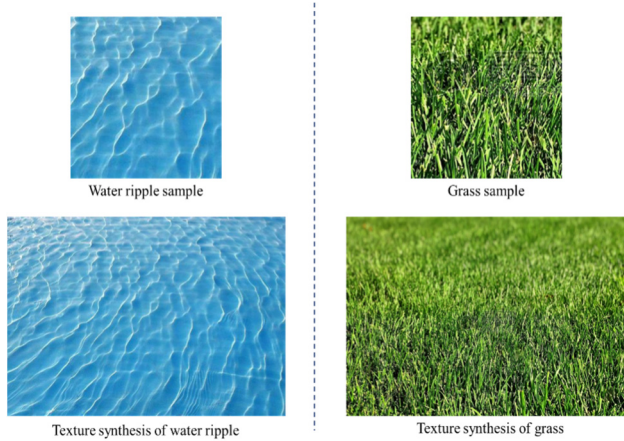 Water ripple sample
Grass sample
Texture synthesis of water ripple
Texture synthesis of grass